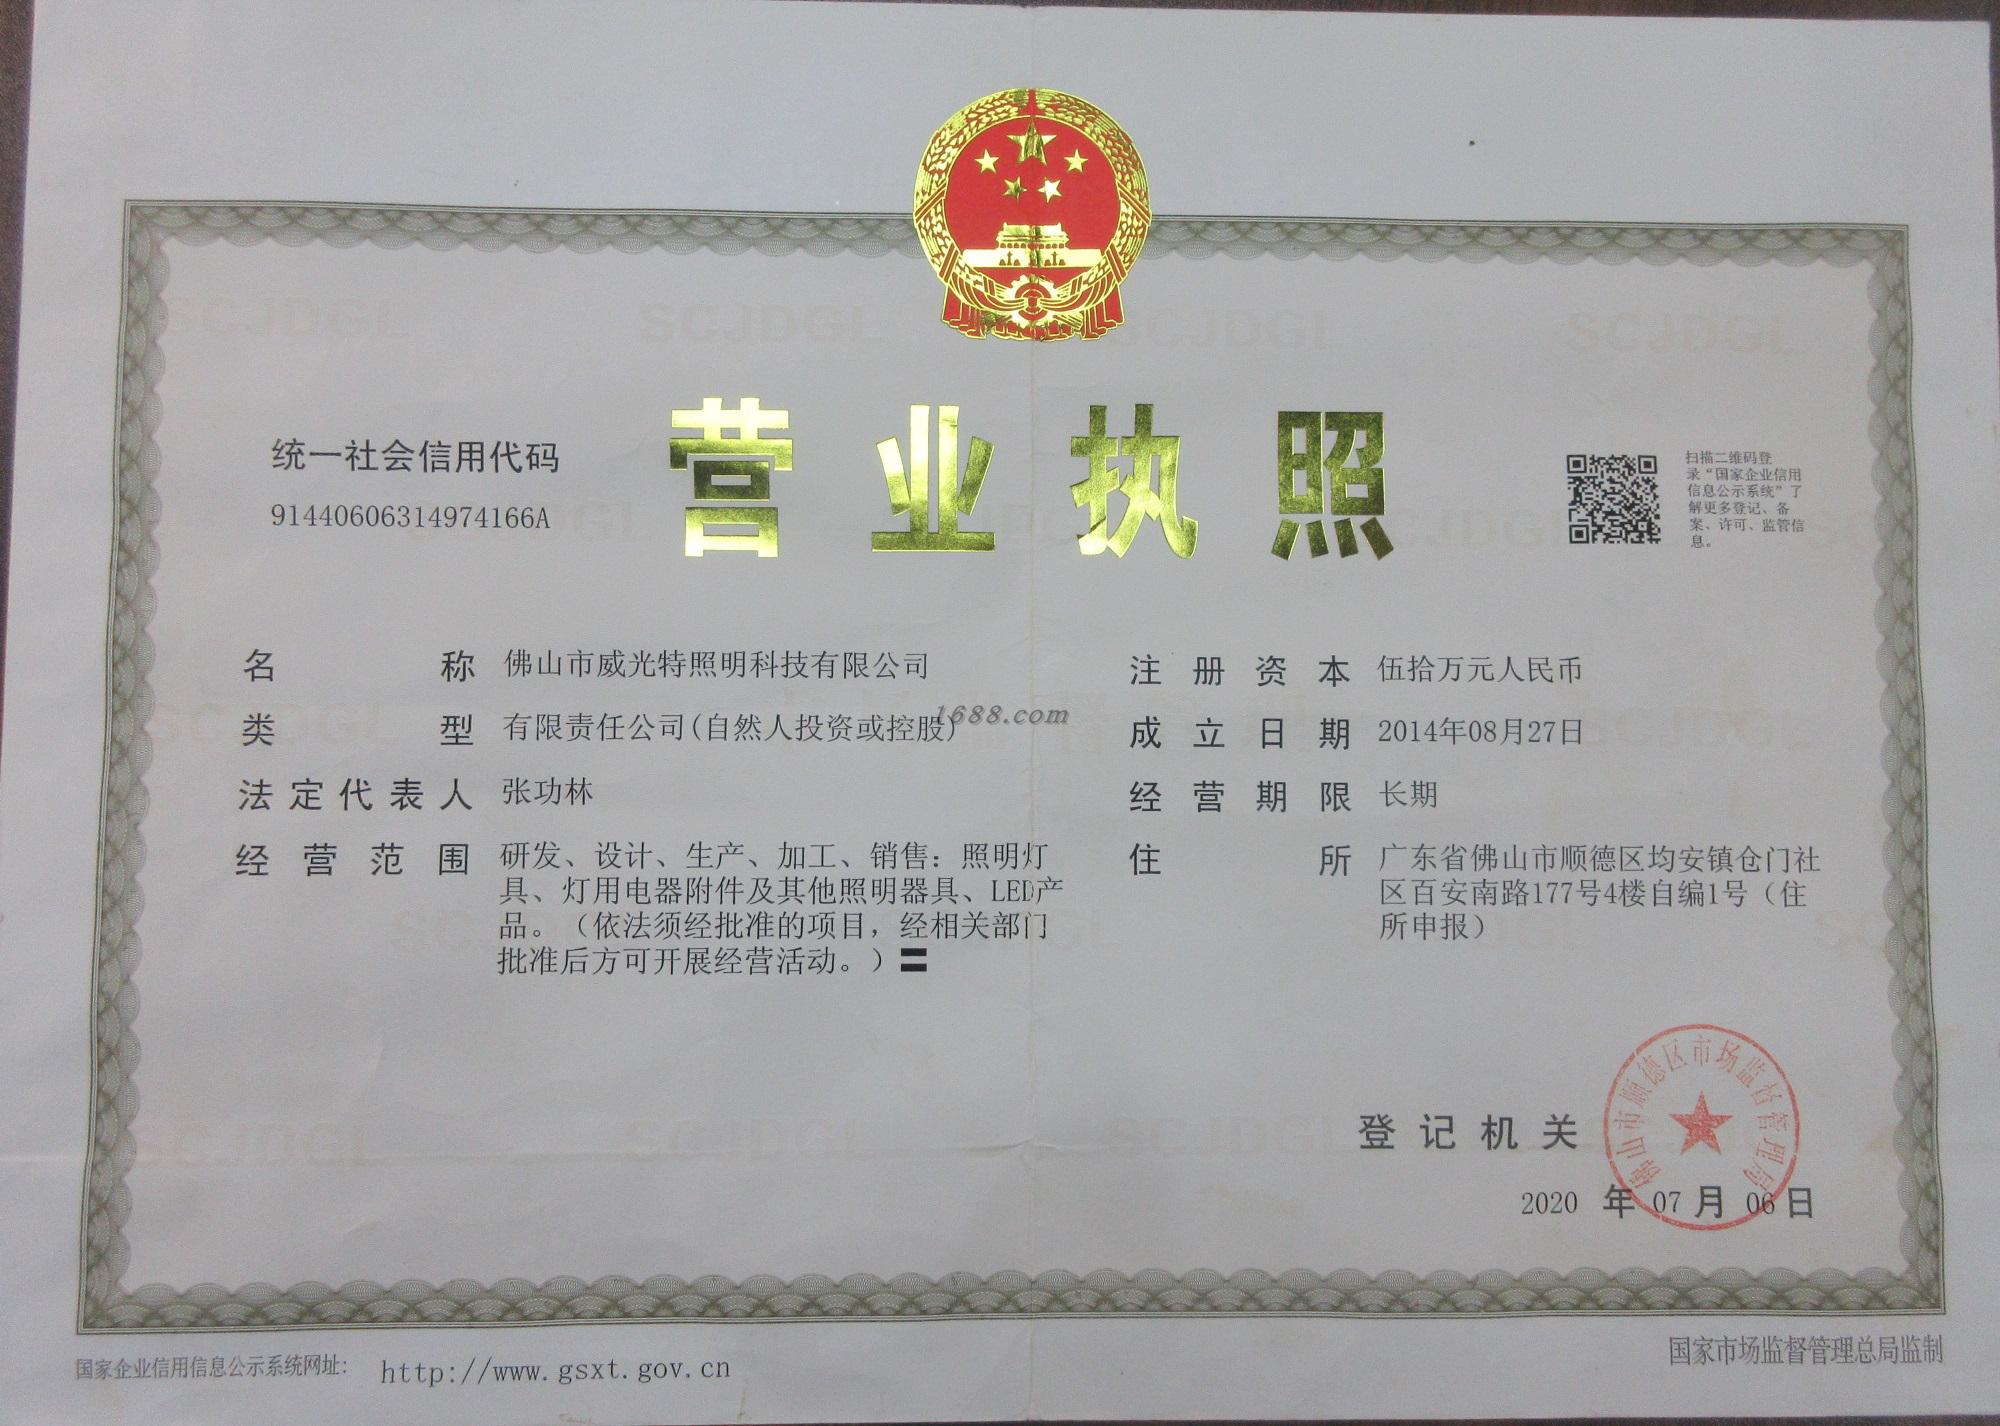 营业执照
统一社会信用代码
91440606314974166A
扫描二维码登
录“国家企业信用
信息公示系统”了
解更多登记、备
案、许可、监管信
息。
名称 佛山市威光特照明科技有限公司
类型 有限责任公司(自然人投资或控股)
法定代表人 张功林
经营范围 研发、设计、生产、加工、销售：照明灯
具、灯用电器附件及其他照明器具、LED产
品。（依法须经批准的项目，经相关部门
批准后方可开展经营活动。）〓
注册资本 伍拾万元人民币
成立日期 2014年08月27日
经营期限 长期
住所 广东省佛山市顺德区均安镇仓门社
区百安南路177号4楼自编1号（住
所申报）
1688.com
登记机关
佛山市顺德区市场监督管理局
2020 年 07 月 06 日
国家企业信用信息公示系统网址: http://www.gsxt.gov.cn
国家市场监督管理总局监制
SCJDGL SCJDGL SCJDGL SCJDGL